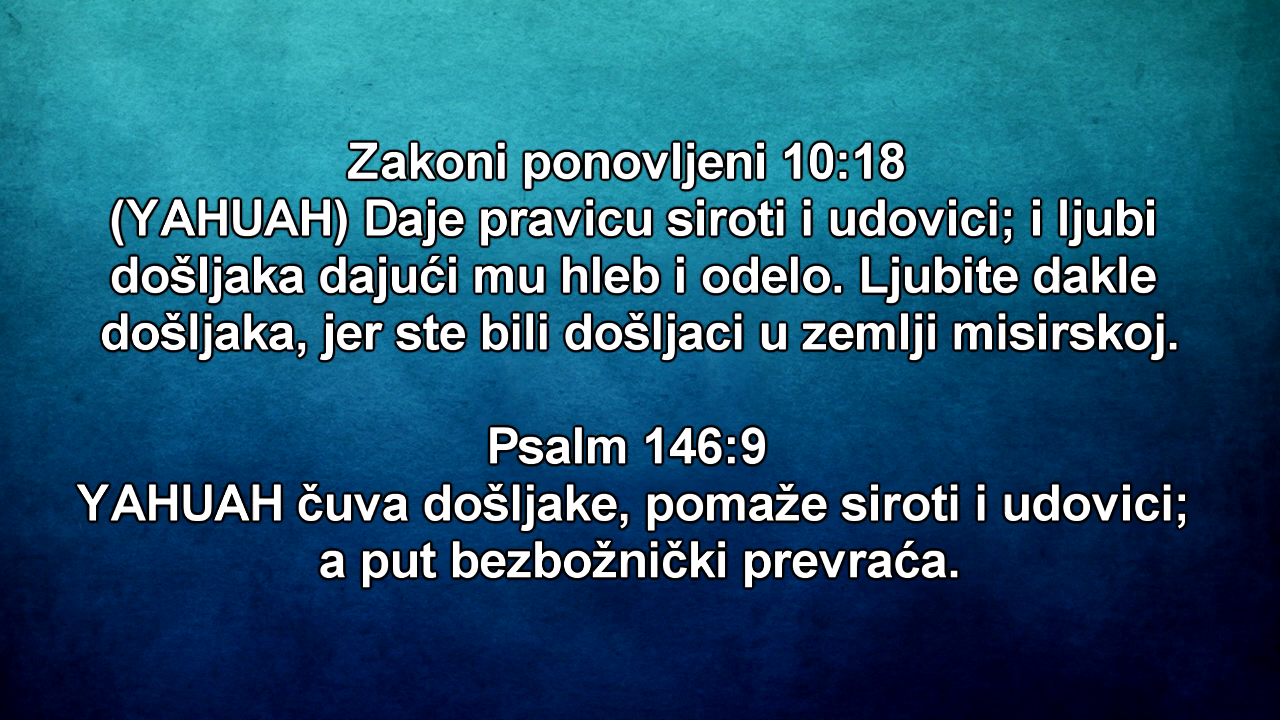 Zakoni ponovljeni 10:18
(YAHUAH) Daje pravicu siroti i udovici; i ljubi
došljaka dajući mu hleb i odelo. Ljubite dakle
došljaka, jer ste bili došljaci u zemlji misirskoj.
Psalm 146:9
YAHUAH čuva došljake, pomaže siroti i udovici;
a put bezbožnički prevraća.